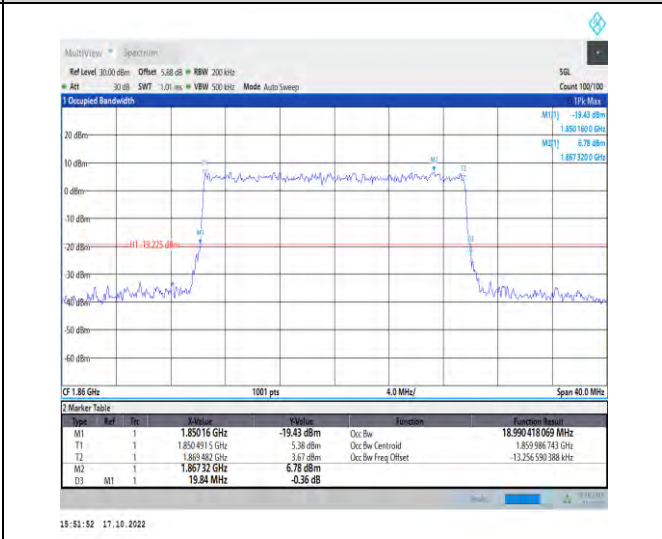 MultiView Spectrum
Ref Level 30.00 dBm Offset 5.88 dB RBW 200 kHz SGL
Att 30 dB SWT 1.01 ms VBW 500 kHz Mode Auto Sweep Count 100/100
1 Occupied Bandwidth 1Pk Max
M1[1] -19.43 dBm
1.850 160 0 GHz
M2[1] 6.78 dBm
1.867 320 0 GHz
20 dBm
10 dBm
M2
T2
0 dBm
-10 dBm
-20 dBm H1 -19.225 dBm
-30 dBm
-40 dBm
-50 dBm
-60 dBm
CF 1.86 GHz 1001 pts 4.0 MHz/ Span 40.0 MHz
2 Marker Table
Type Ref Trc X-Value Y-Value Function Function Result
M1 1 1.85016 GHz -19.43 dBm Occ Bw 18.990 418 069 MHz
T1 1 1.850 491 5 GHz 5.38 dBm Occ Bw Centroid 1.859 986 743 GHz
T2 1 1.869 482 GHz 3.67 dBm Occ Bw Freq Offset -13.256 590 388 kHz
M2 1 1.86732 GHz 6.78 dBm
D3 M1 1 19.84 MHz -0.36 dB
15:51:52 17.10.2022